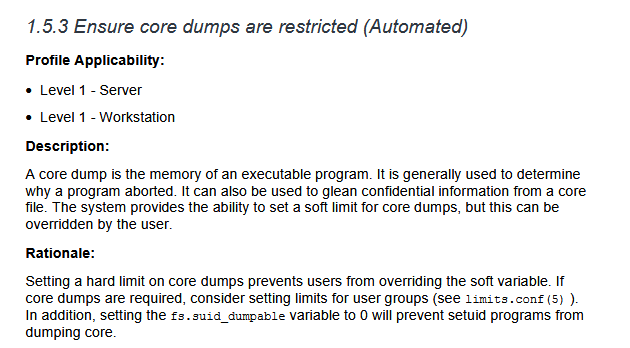 1.5.3 Ensure core dumps are restricted (Automated)
Profile Applicability:
• Level 1 - Server
• Level 1 - Workstation
Description:
A core dump is the memory of an executable program. It is generally used to determine
why a program aborted. It can also be used to glean confidential information from a core
file. The system provides the ability to set a soft limit for core dumps, but this can be
overridden by the user.
Rationale:
Setting a hard limit on core dumps prevents users from overriding the soft variable. If
core dumps are required, consider setting limits for user groups (see limits.conf(5) ).
In addition, setting the fs.suid_dumpable variable to 0 will prevent setuid programs from
dumping core.